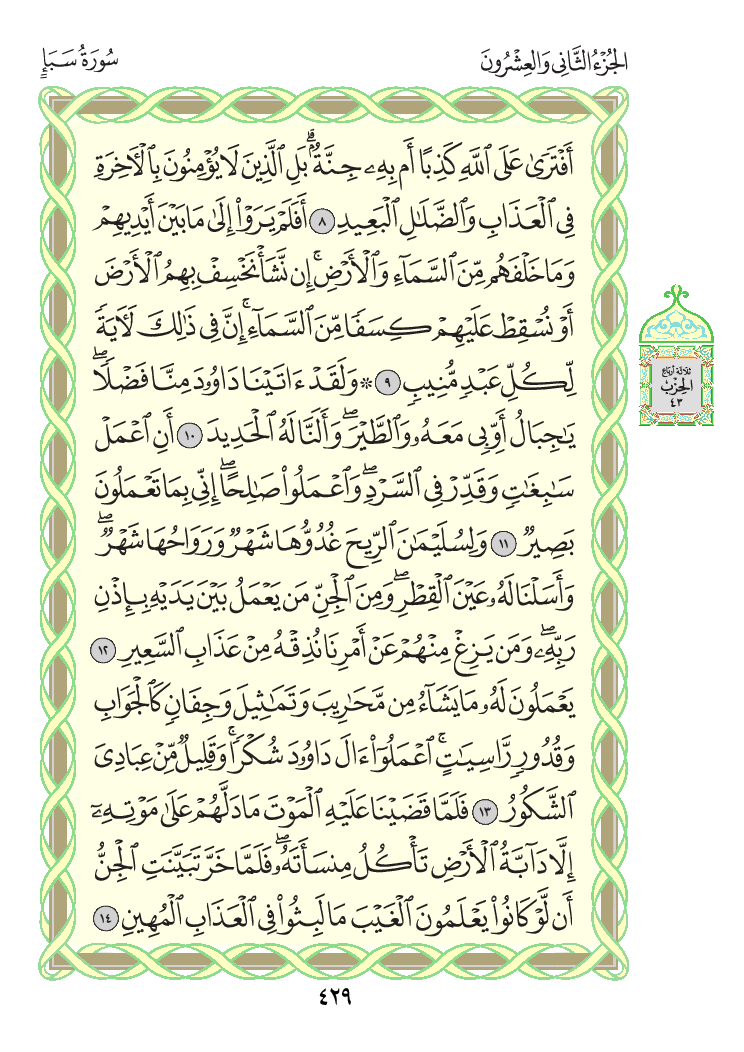 الجُزْءُ الثَّانِي وَالعِشْرُونَ
سُورَةُ سَبَإٍ
أَفْتَرَىٰ عَلَى ٱللَّهِ كَذِبًا أَم بِهِۦ جِنَّةٌۢۗ بَلِ ٱلَّذِينَ لَا يُؤْمِنُونَ بِٱلْأَخِرَةِ
فِى ٱلْعَذَابِ وَٱلضَّلَٰلِ ٱلْبَعِيدِ ٨ أَفَلَمْ يَرَوْا۟ إِلَىٰ مَا بَيْنَ أَيْدِيهِمْ
وَمَا خَلْفَهُم مِّنَ ٱلسَّمَآءِ وَٱلْأَرْضِۚ إِن نَّشَأْ نَخْسِفْ بِهِمُ ٱلْأَرْضَ
أَوْ نُسْقِطْ عَلَيْهِمْ كِسَفًا مِّنَ ٱلسَّمَآءِۚ إِنَّ فِى ذَٰلِكَ لَأٓيَةً
لِّكُلِّ عَبْدٍ مُّنِيبٍ ٩ ۞ وَلَقَدْ ءَاتَيْنَا دَاوُۥدَ مِنَّا فَضْلًاۖ
يَٰجِبَالُ أَوِّبِى مَعَهُۥ وَٱلطَّيْرَۖ وَأَلَنَّا لَهُ ٱلْحَدِيدَ ١٠ أَنِ ٱعْمَلْ
سَٰبِغَٰتٍ وَقَدِّرْ فِى ٱلسَّرْدِۖ وَٱعْمَلُوا۟ صَٰلِحًاۖ إِنِّى بِمَا تَعْمَلُونَ
بَصِيرٌ ١١ وَلِسُلَيْمَٰنَ ٱلرِّيحَ غُدُوُّهَا شَهْرٌ وَرَوَاحُهَا شَهْرٌۖ
وَأَسَلْنَا لَهُۥ عَيْنَ ٱلْقِطْرِۖ وَمِنَ ٱلْجِنِّ مَن يَعْمَلُ بَيْنَ يَدَيْهِ بِإِذْنِ
رَبِّهِۦۖ وَمَن يَزِغْ مِنْهُمْ عَنْ أَمْرِنَا نُذِقْهُ مِنْ عَذَابِ ٱلسَّعِيرِ ١٢
يَعْمَلُونَ لَهُۥ مَا يَشَآءُ مِن مَّحَٰرِيبَ وَتَمَٰثِيلَ وَجِفَانٍ كَٱلْجَوَابِ
وَقُدُورٍ رَّاسِيَٰتٍۚ ٱعْمَلُوٓا۟ ءَالَ دَاوُۥدَ شُكْرًاۚ وَقَلِيلٌ مِّنْ عِبَادِىَ
ٱلشَّكُورُ ١٣ فَلَمَّا قَضَيْنَا عَلَيْهِ ٱلْمَوْتَ مَا دَلَّهُمْ عَلَىٰ مَوْتِهِۦٓ
إِلَّا دَآبَّةُ ٱلْأَرْضِ تَأْكُلُ مِنسَأَتَهُۥۖ فَلَمَّا خَرَّ تَبَيَّنَتِ ٱلْجِنُّ
أَن لَّوْ كَانُوا۟ يَعْلَمُونَ ٱلْغَيْبَ مَا لَبِثُوا۟ فِى ٱلْعَذَابِ ٱلْمُهِينِ ١٤
ثلاثة أرباع
الحِزْبِ
٤٣
٤٢٩